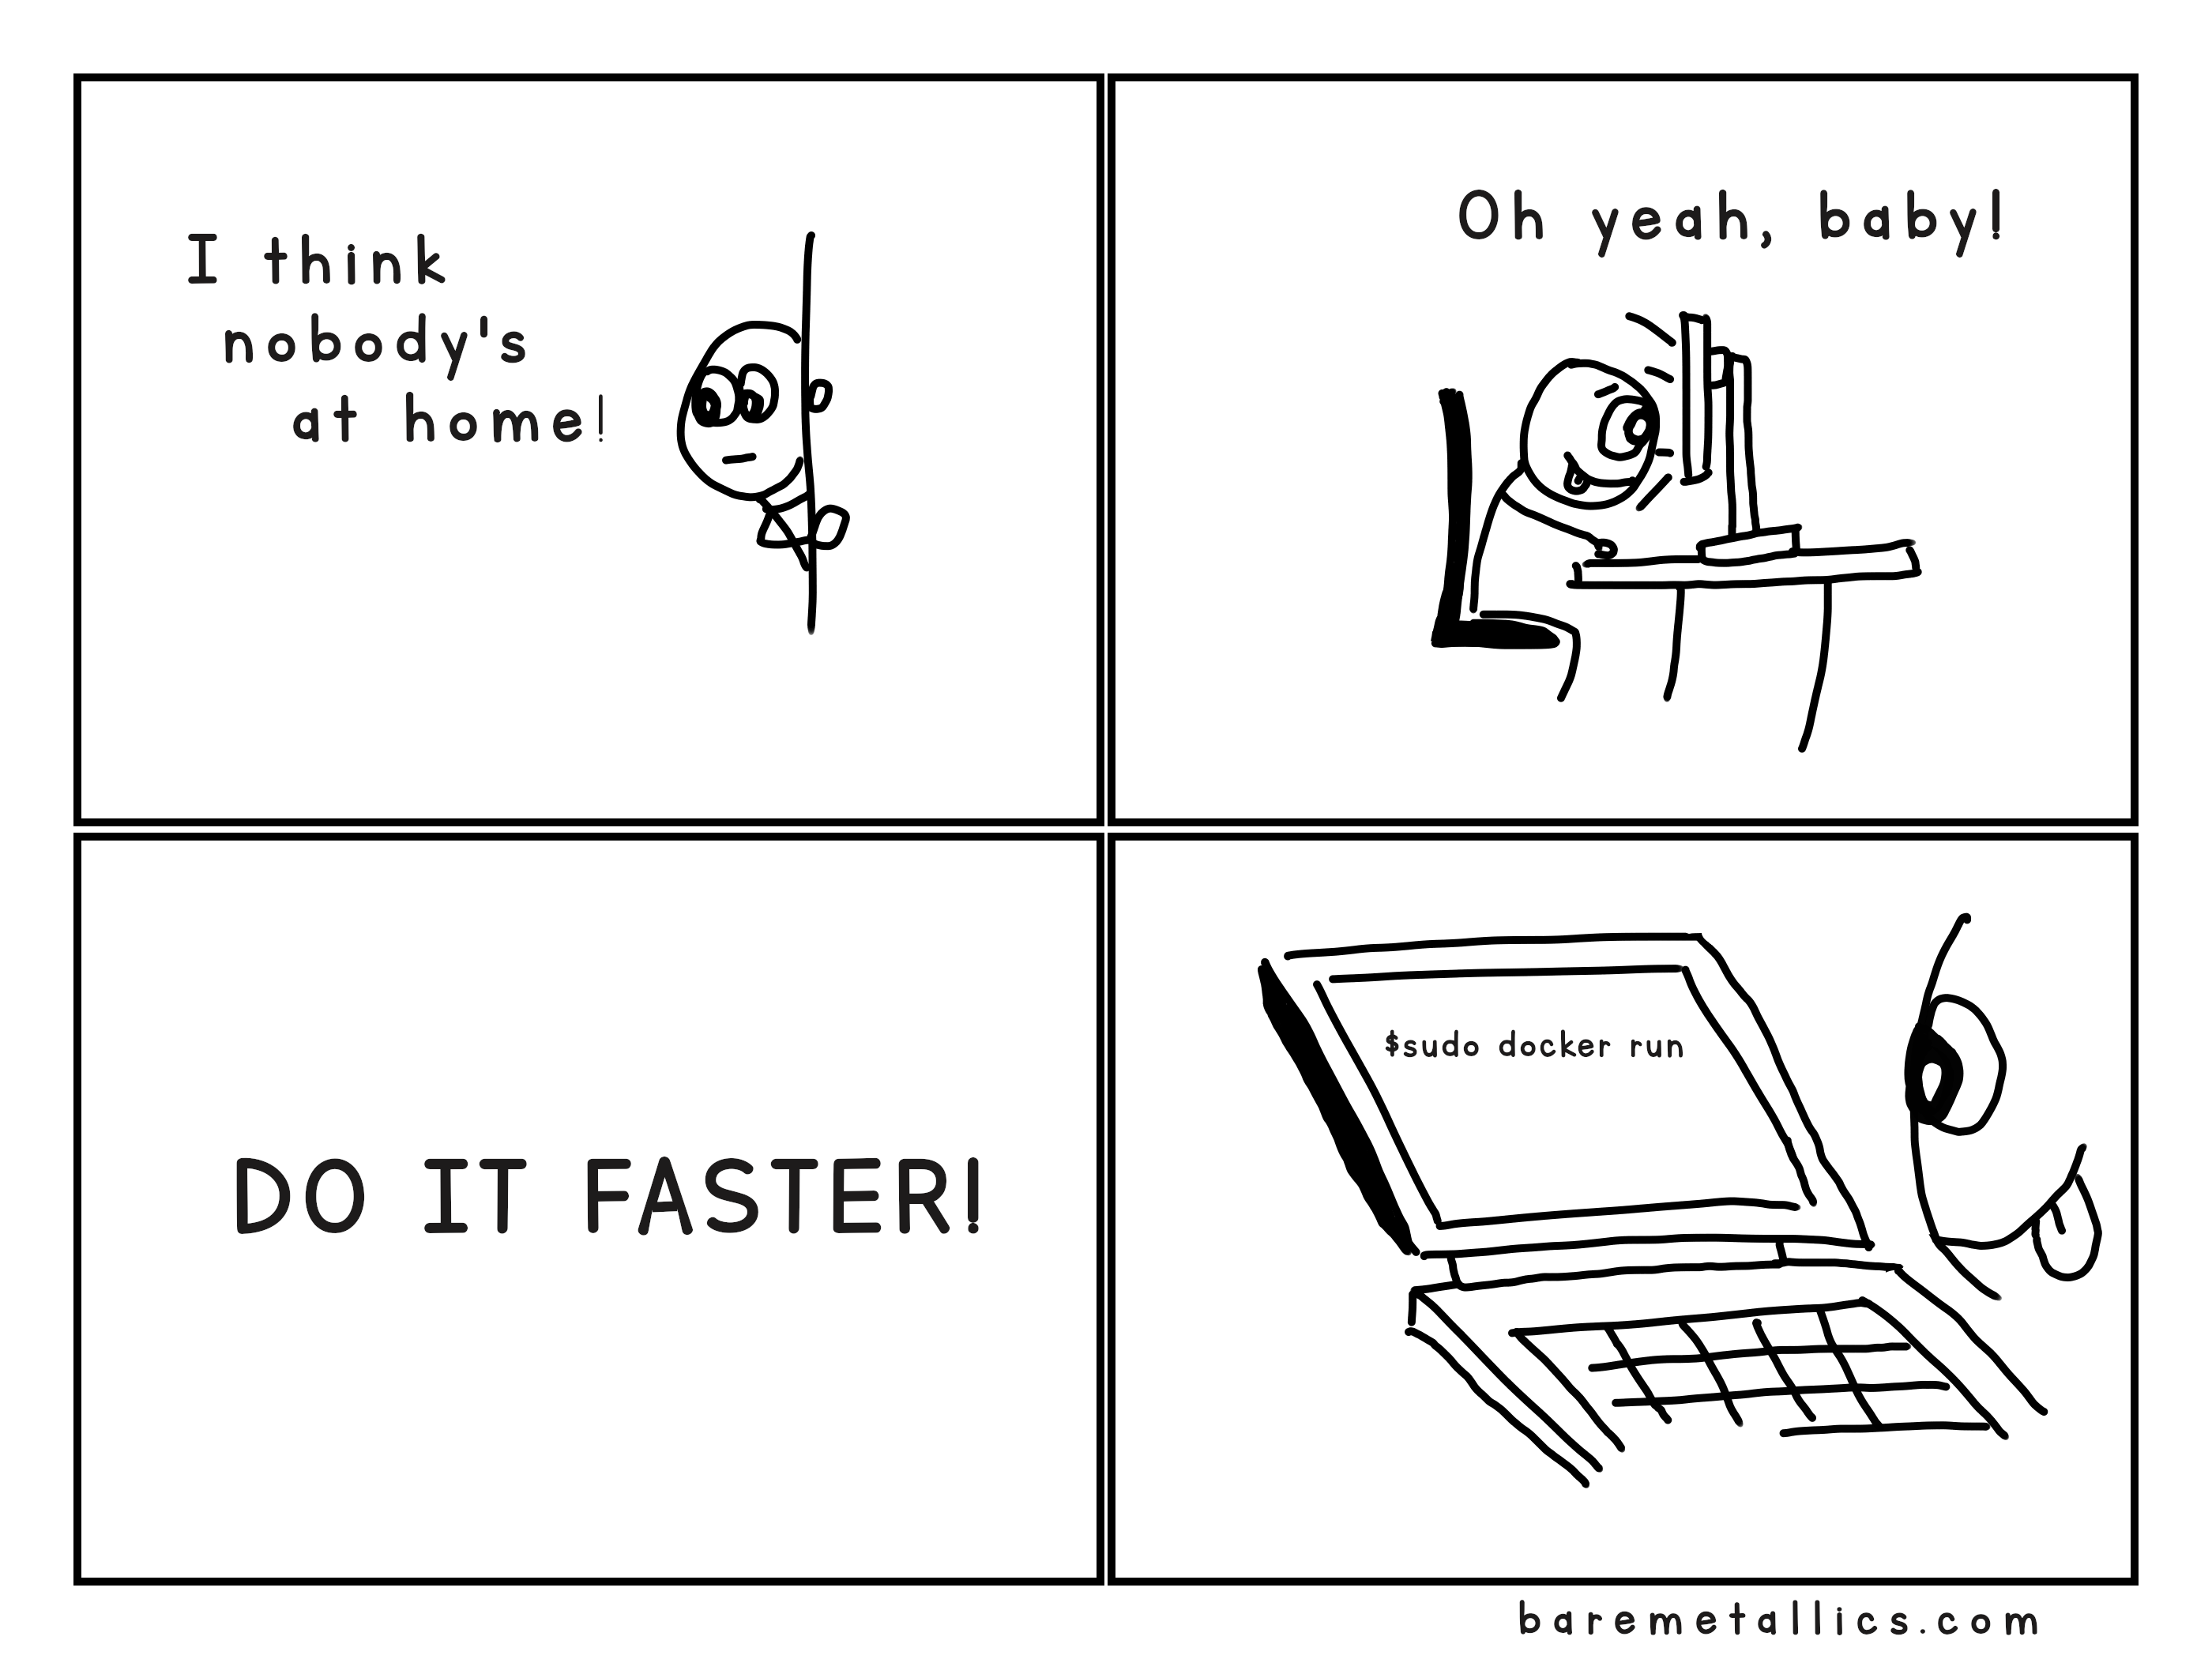 I think
nobody's
at home!
Oh yeah, baby!
DO IT FASTER!
$sudo docker run
baremetallics.com